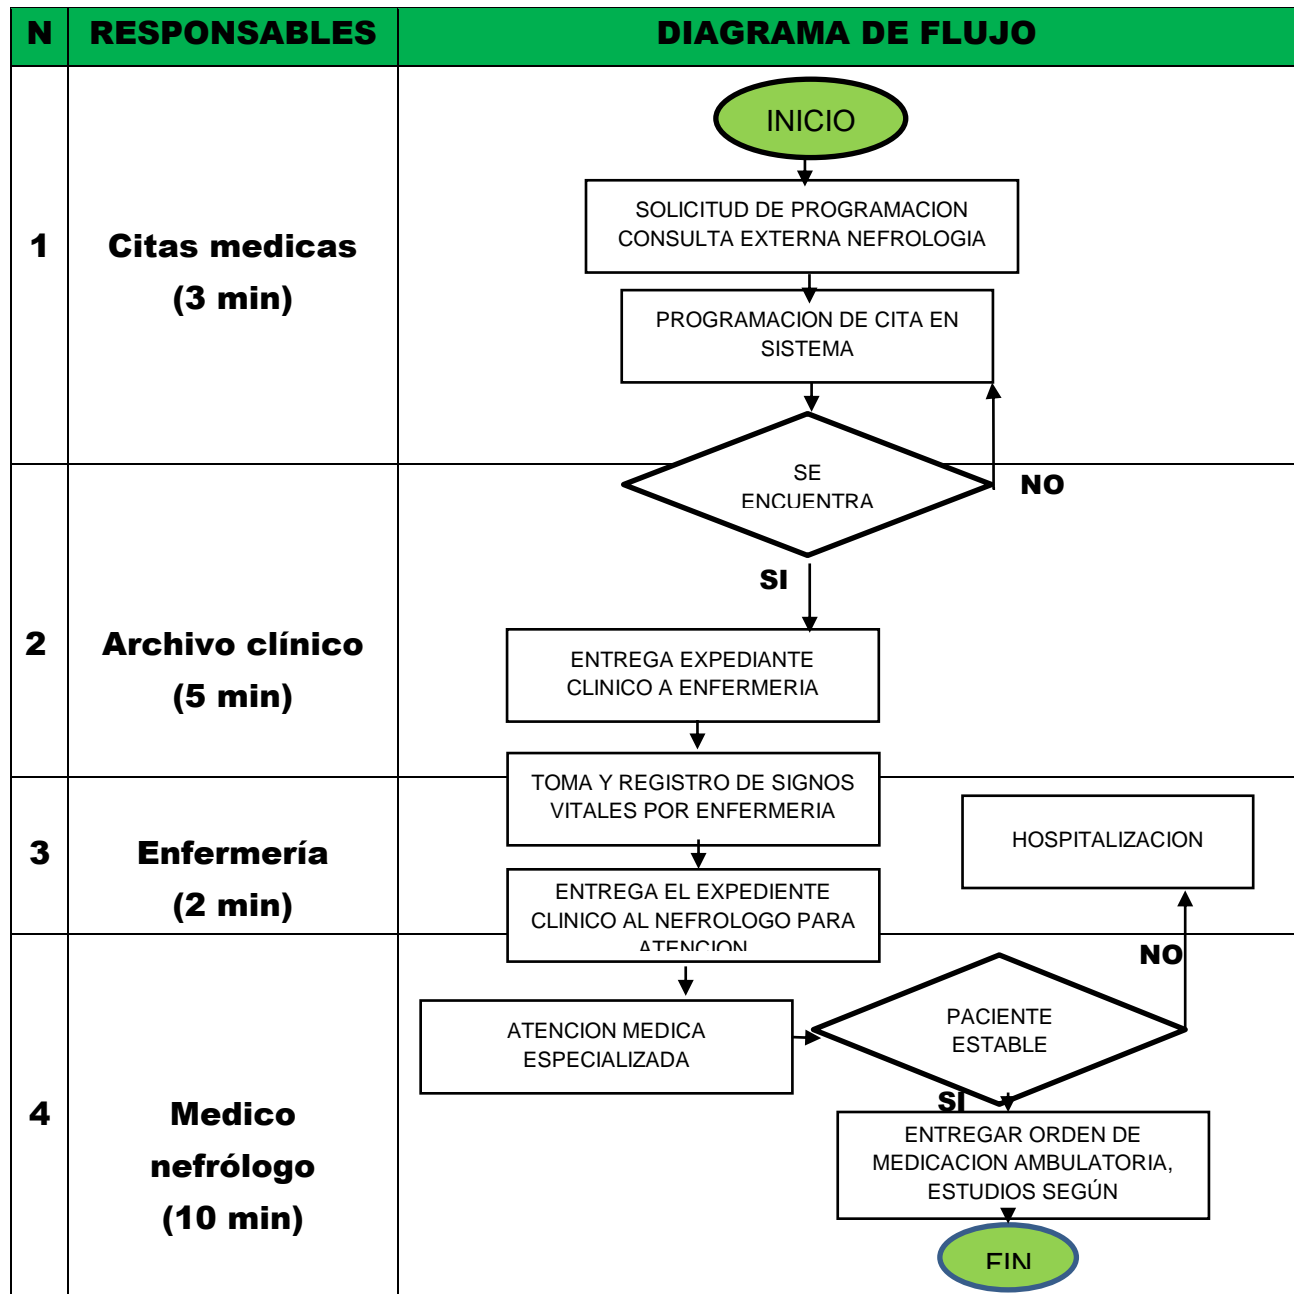 N RESPONSABLES DIAGRAMA DE FLUJO
INICIO
SOLICITUD DE PROGRAMACION
CONSULTA EXTERNA NEFROLOGIA
1 Citas medicas
(3 min)
PROGRAMACION DE CITA EN
SISTEMA
SE
ENCUENTRA
NO
SI
2 Archivo clínico
(5 min)
ENTREGA EXPEDIANTE
CLINICO A ENFERMERIA
TOMA Y REGISTRO DE SIGNOS
VITALES POR ENFERMERIA
3 Enfermería
(2 min)
HOSPITALIZACION
ENTREGA EL EXPEDIENTE
CLINICO AL NEFROLOGO PARA
ATENCION
NO
ATENCION MEDICA
ESPECIALIZADA
PACIENTE
ESTABLE
SI
4 Medico
nefrólogo
(10 min)
ENTREGAR ORDEN DE
MEDICACION AMBULATORIA,
ESTUDIOS SEGÚN
FIN